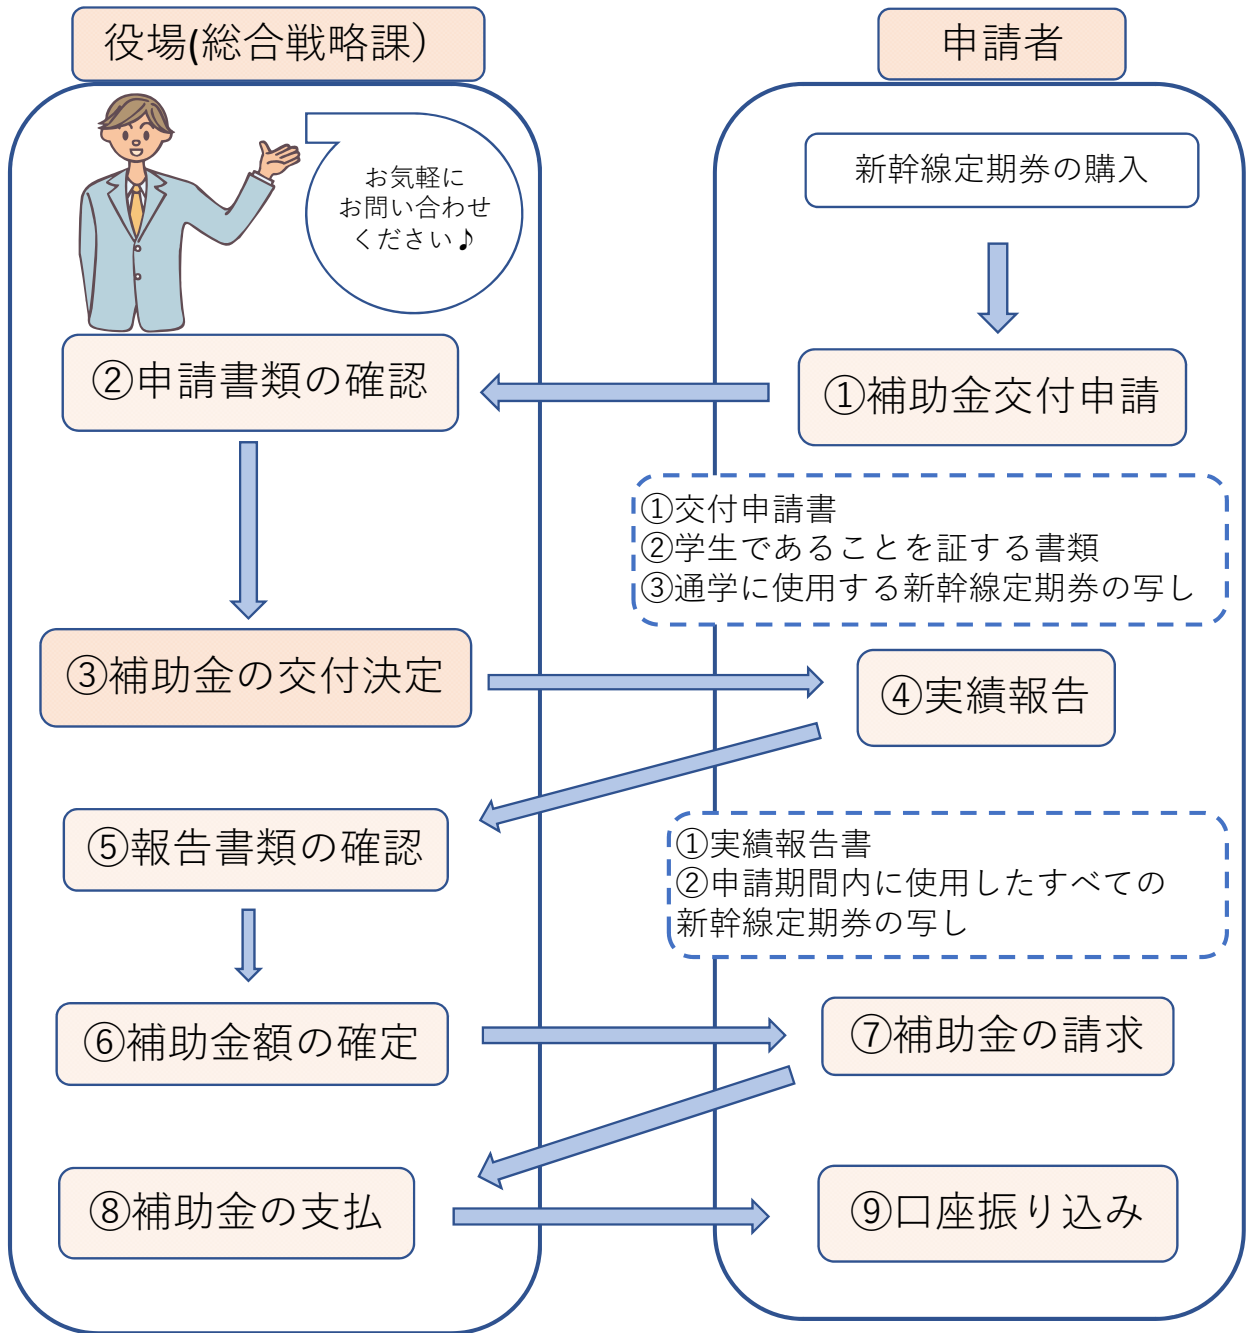 役場(総合戦略課）
申請者
お気軽に
お問い合わせ
ください♪
新幹線定期券の購入
②申請書類の確認
①補助金交付申請
①交付申請書
②学生であることを証する書類
③通学に使用する新幹線定期券の写し
③補助金の交付決定
④実績報告
⑤報告書類の確認
①実績報告書
②申請期間内に使用したすべての
新幹線定期券の写し
⑥補助金額の確定
⑦補助金の請求
⑧補助金の支払
⑨口座振り込み